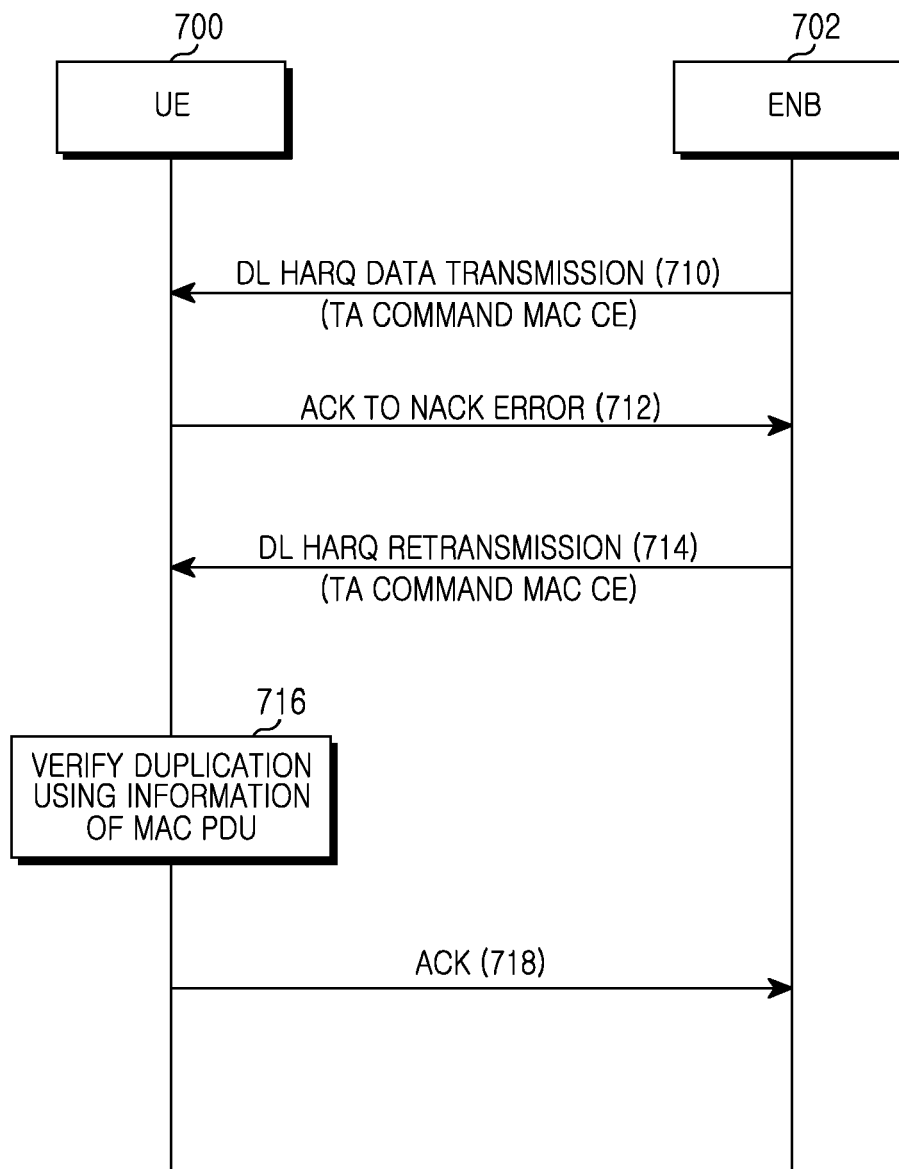 700
702
UE
ENB
DL HARQ DATA TRANSMISSION (710)
(TA COMMAND MAC CE)
ACK TO NACK ERROR (712)
DL HARQ RETRANSMISSION (714)
(TA COMMAND MAC CE)
716
VERIFY DUPLICATION
USING INFORMATION
OF MAC PDU
ACK (718)